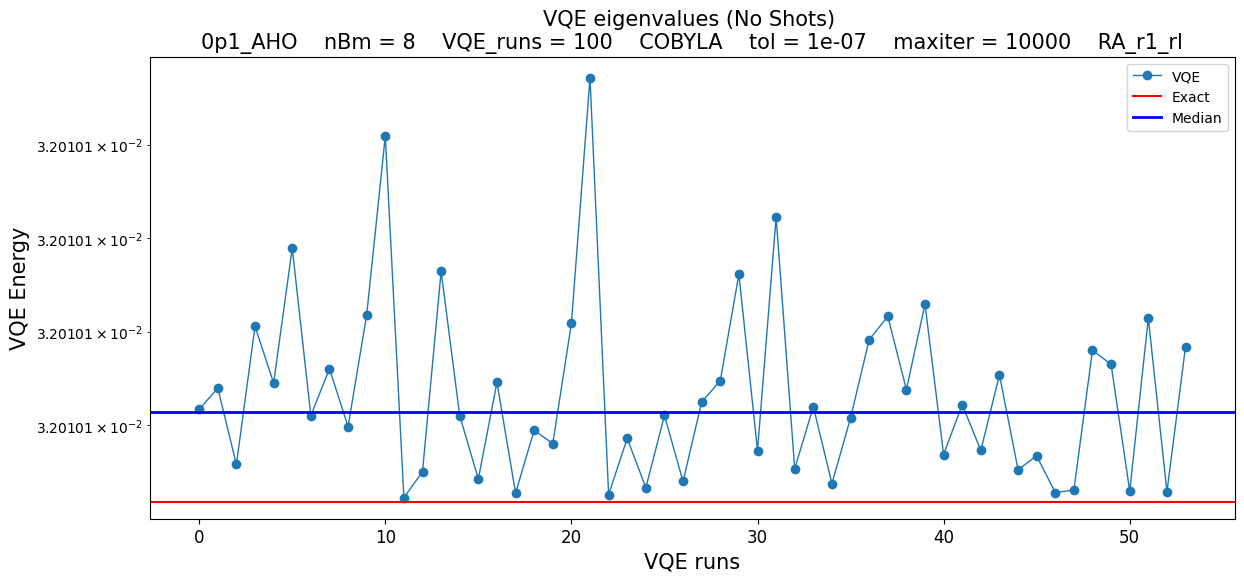 VQE eigenvalues (No Shots)
0p1_AHO nBm = 8 VQE_runs = 100 COBYLA tol = 1e-07 maxiter = 10000 RA_r1_rl
VQE
Exact
Median
VQE Energy
3.20101 × 10⁻²
3.20101 × 10⁻²
3.20101 × 10⁻²
3.20101 × 10⁻²
0 10 20 30 40 50
VQE runs